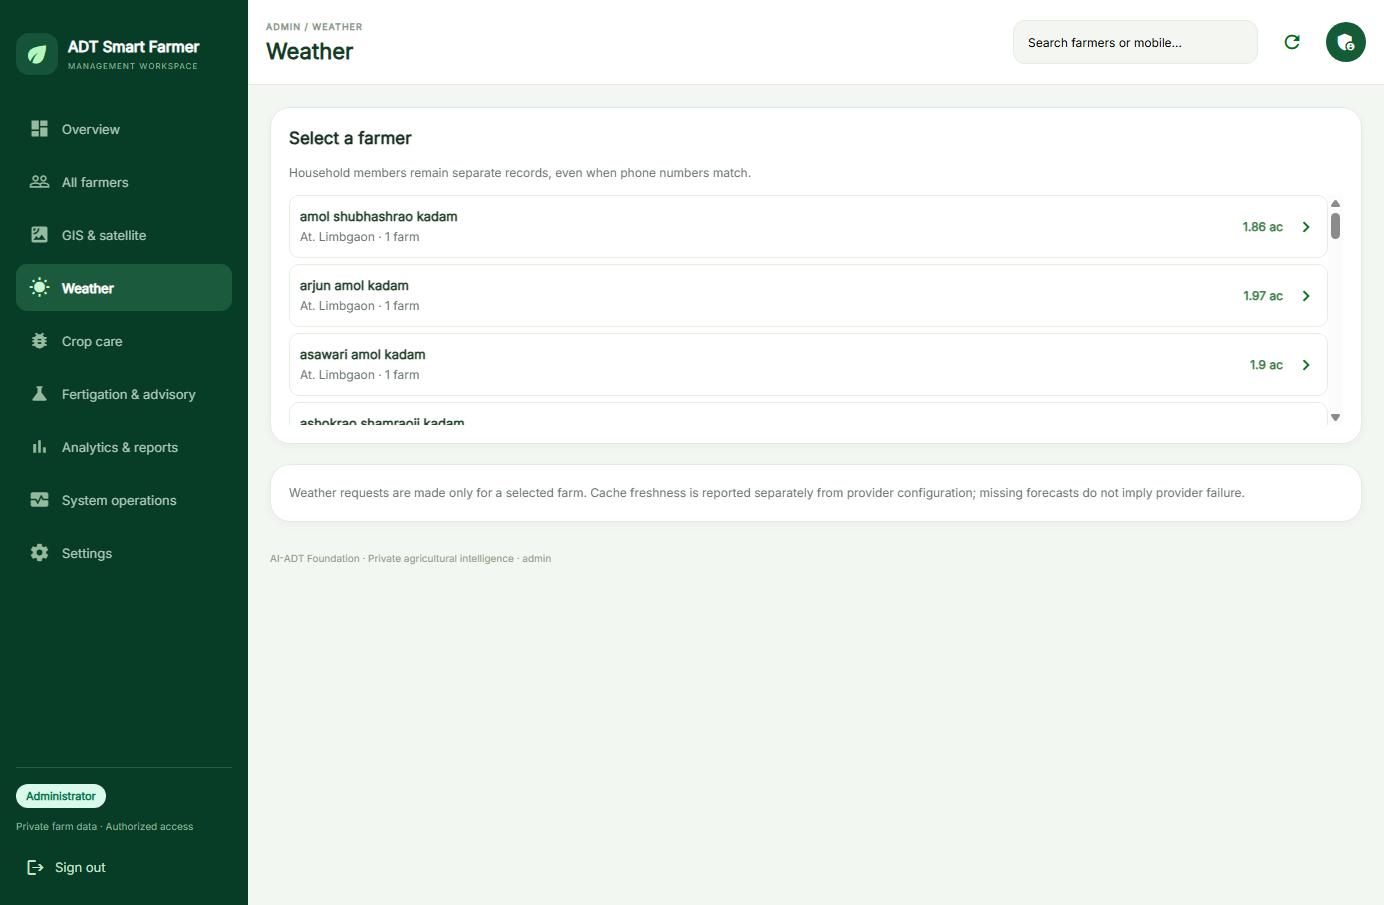 ADT Smart Farmer
MANAGEMENT WORKSPACE
Overview
All farmers
GIS & satellite
Weather
Crop care
Fertigation & advisory
Analytics & reports
System operations
Settings
Administrator
Private farm data · Authorized access
Sign out
ADMIN / WEATHER
Weather
Search farmers or mobile...
Select a farmer
Household members remain separate records, even when phone numbers match.
amol shubhashrao kadam
At. Limbgaon · 1 farm
1.86 ac
arjun amol kadam
At. Limbgaon · 1 farm
1.97 ac
asawari amol kadam
At. Limbgaon · 1 farm
1.9 ac
ashokrao shamraoji kadam
Weather requests are made only for a selected farm. Cache freshness is reported separately from provider configuration; missing forecasts do not imply provider failure.
AI-ADT Foundation · Private agricultural intelligence · admin